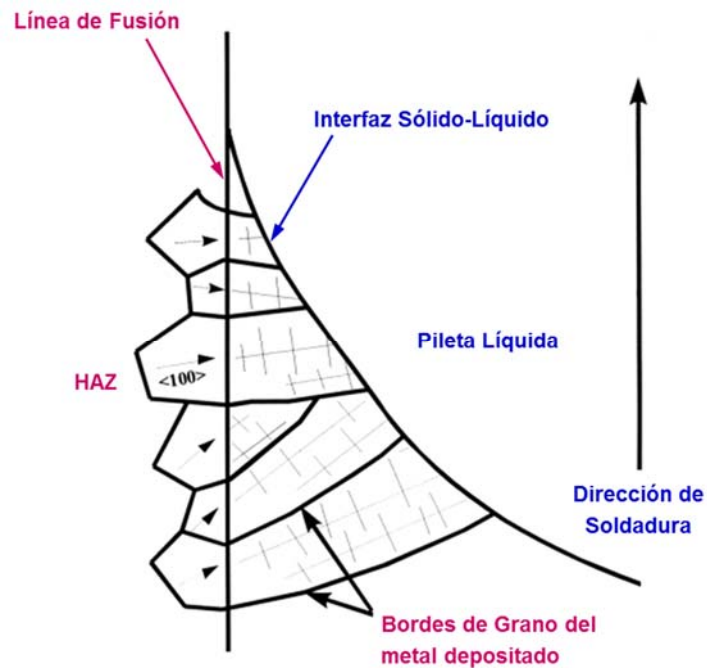 Línea de Fusión
Interfaz Sólido-Líquido
Pileta Líquida
HAZ
<100>
Dirección de
Soldadura
Bordes de Grano del
metal depositado